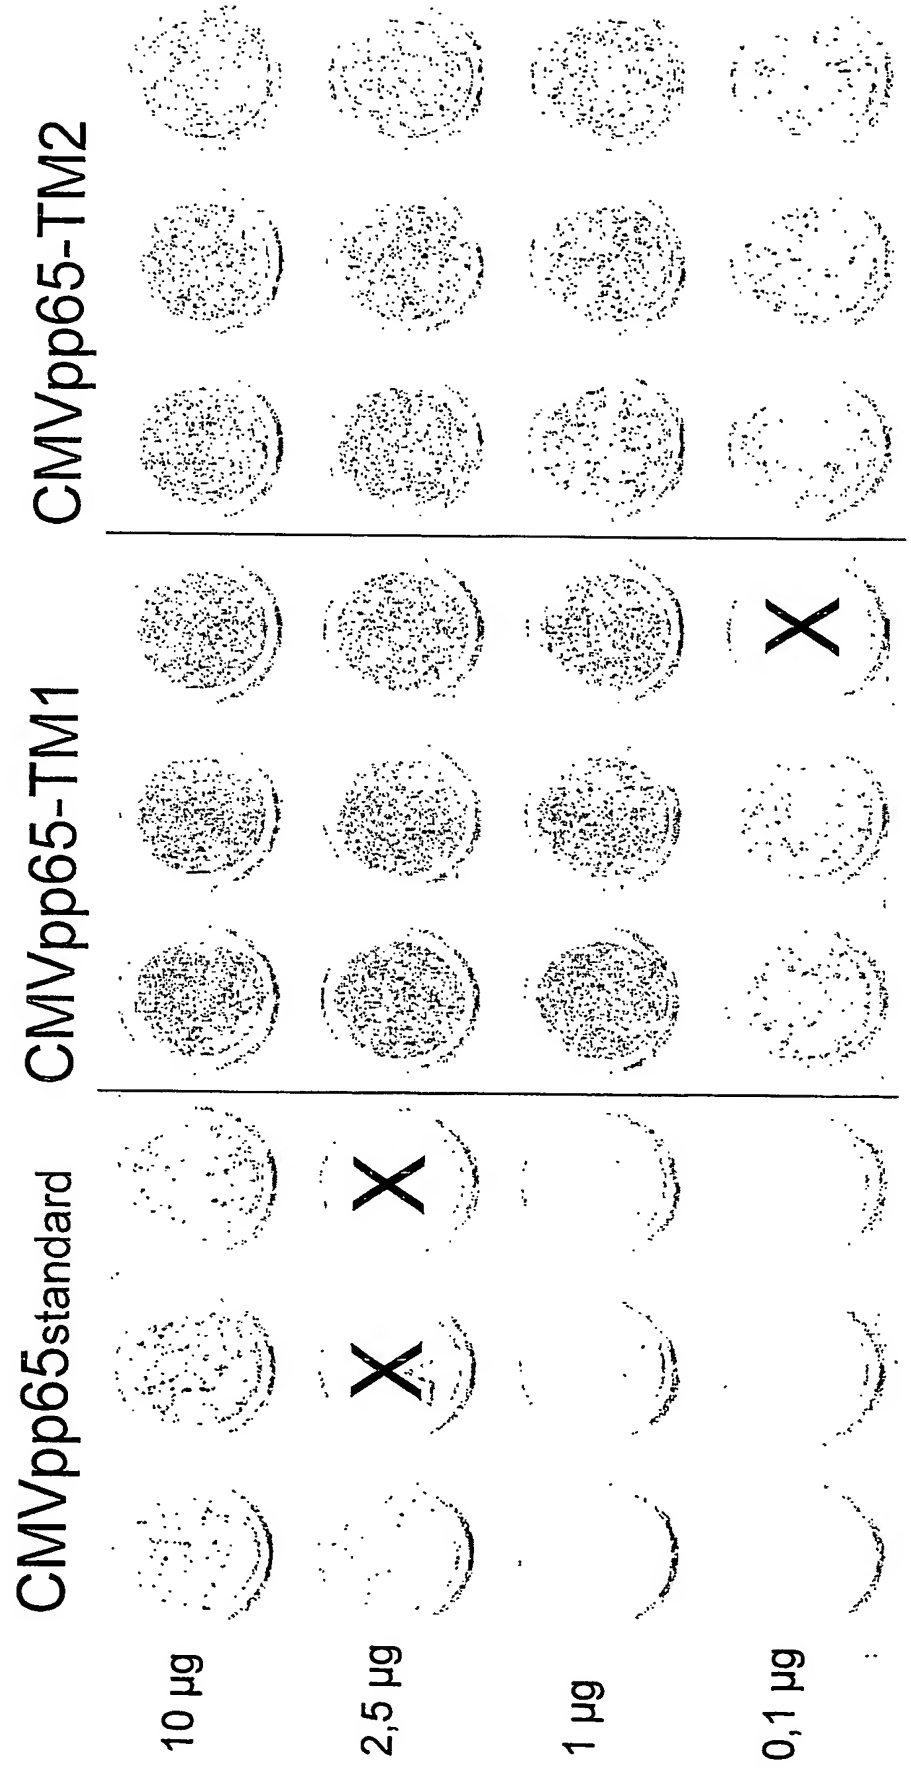 CMVpp65standard CMVpp65-TM1 CMVpp65-TM2
10 µg
2,5 µg
X X
1 µg
0,1 µg
X